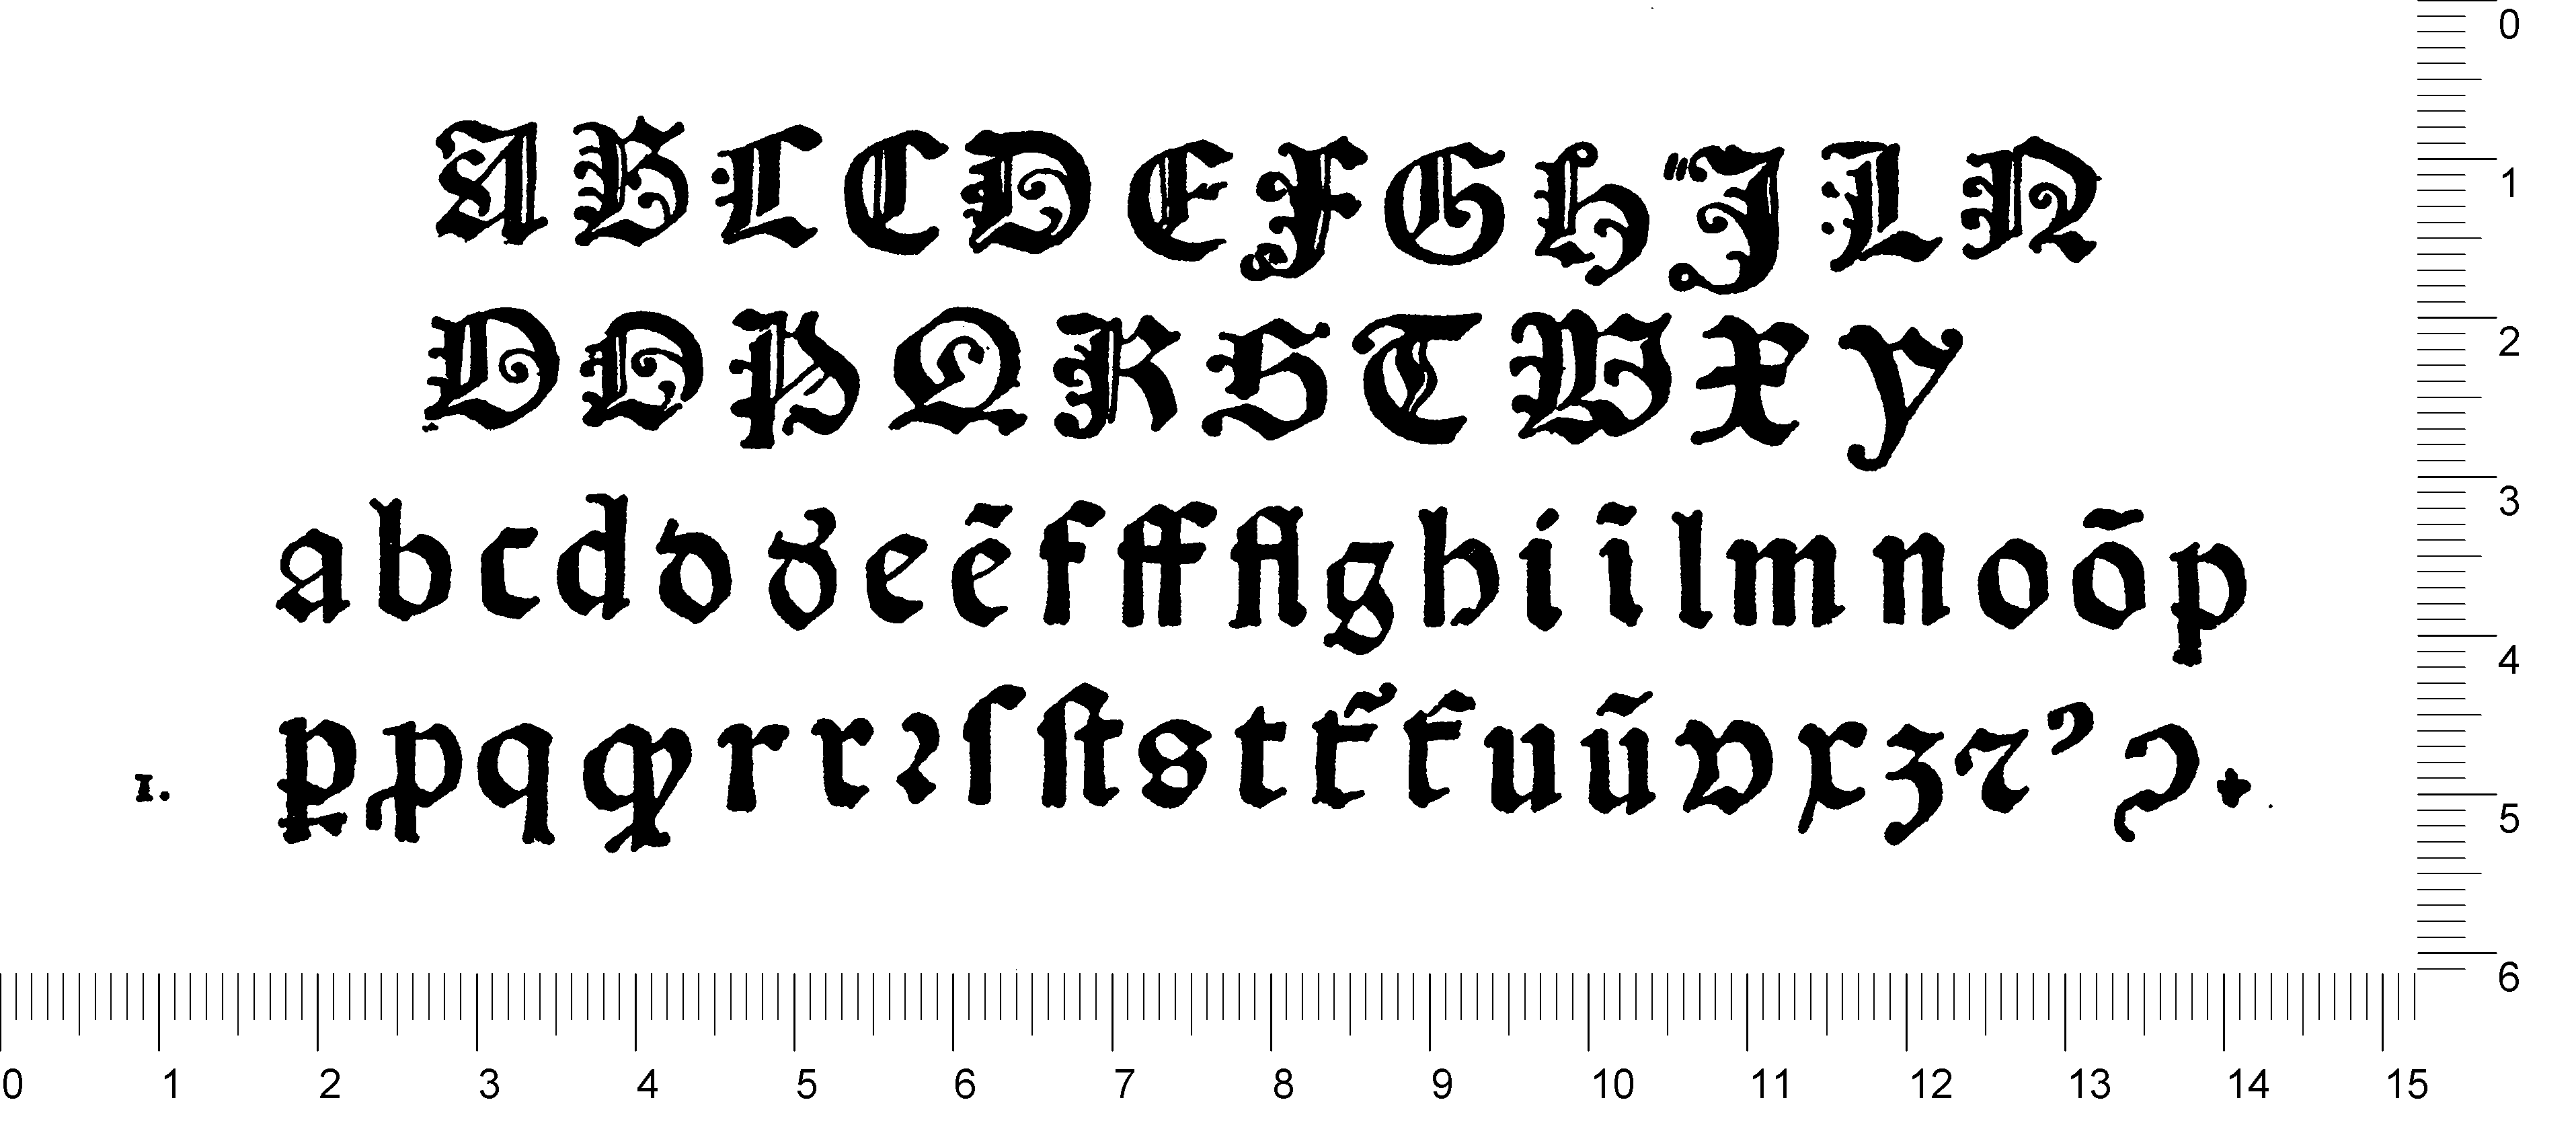 A B C C D E F G H J L N
O O P Q R S T W X Y
a b c d d d̛ e ẽ f ff fl g h i ĩ l m n o õ p
I. ꝑ ꝓ q ꝙ r r ꝛ ſ ſt s t t̛ t̃ u ũ v x z ⁊ ꝰ ꝯ .
0 1 2 3 4 5 6 7 8 9 10 11 12 13 14 15
0
1
2
3
4
5
6